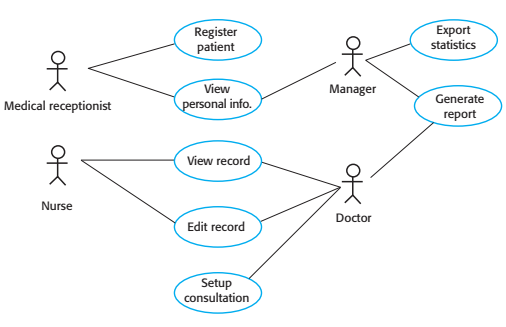 Register
patient
Export
statistics
View
personal info.
Manager
Medical receptionist
Generate
report
View record
Nurse
Doctor
Edit record
Setup
consultation